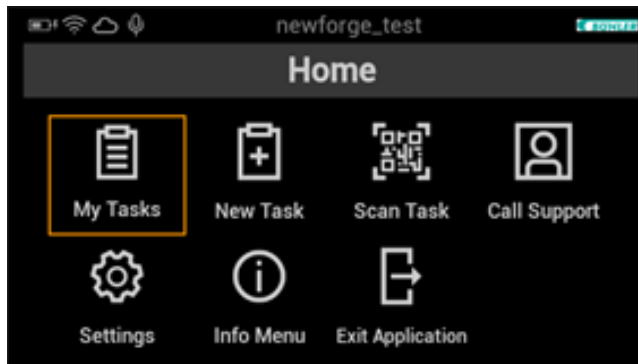 newforge_test
Home
My Tasks New Task Scan Task Call Support
Settings Info Menu Exit Application